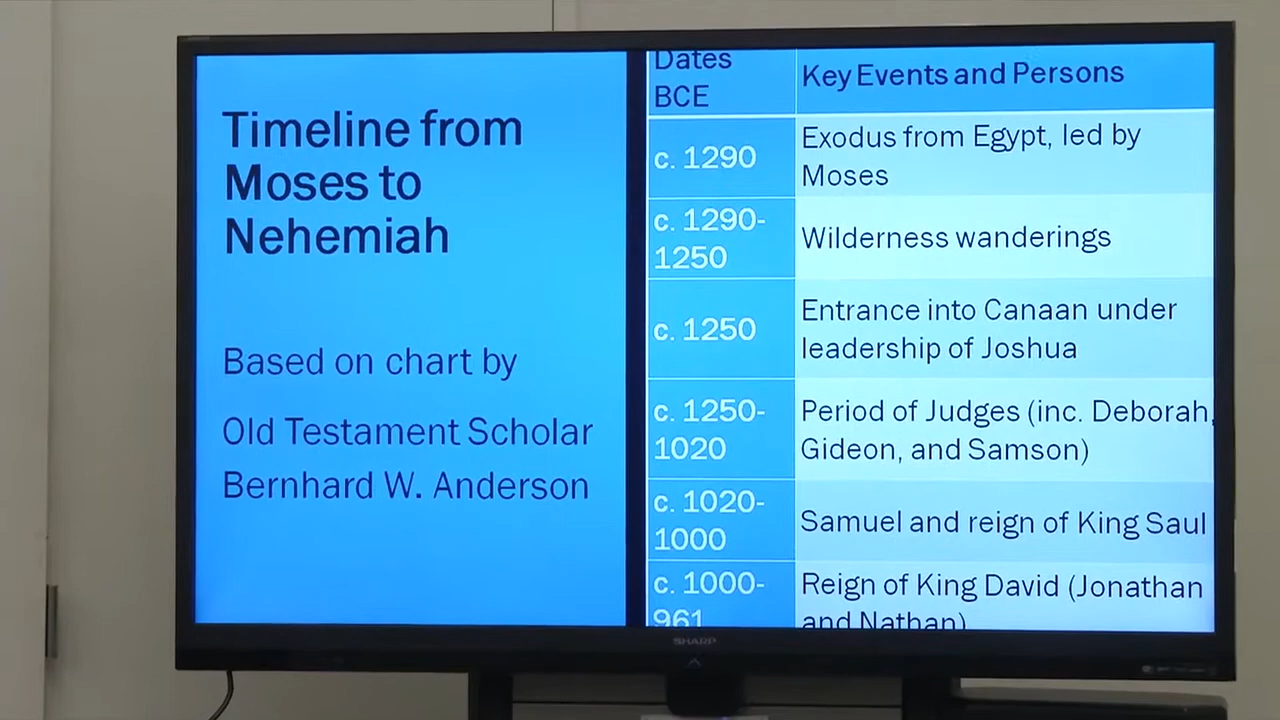 Timeline from
Moses to
Nehemiah
Based on chart by
Old Testament Scholar
Bernhard W. Anderson
Dates
BCE
Key Events and Persons
c. 1290
Exodus from Egypt, led by
Moses
c. 1290-
1250
Wilderness wanderings
c. 1250
Entrance into Canaan under
leadership of Joshua
c. 1250-
1020
Period of Judges (inc. Deborah,
Gideon, and Samson)
c. 1020-
1000
Samuel and reign of King Saul
c. 1000-
961
Reign of King David (Jonathan
and Nathan)
SHARP